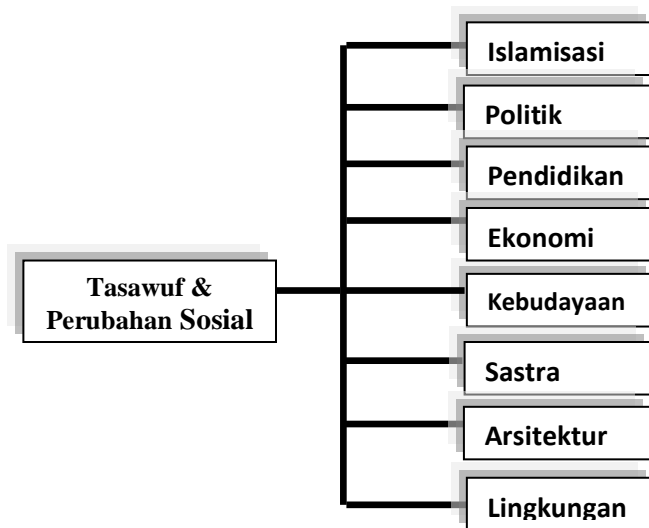 Islamisasi
Politik
Pendidikan
Ekonomi
Tasawuf &
Perubahan Sosial
Kebudayaan
Sastra
Arsitektur
Lingkungan